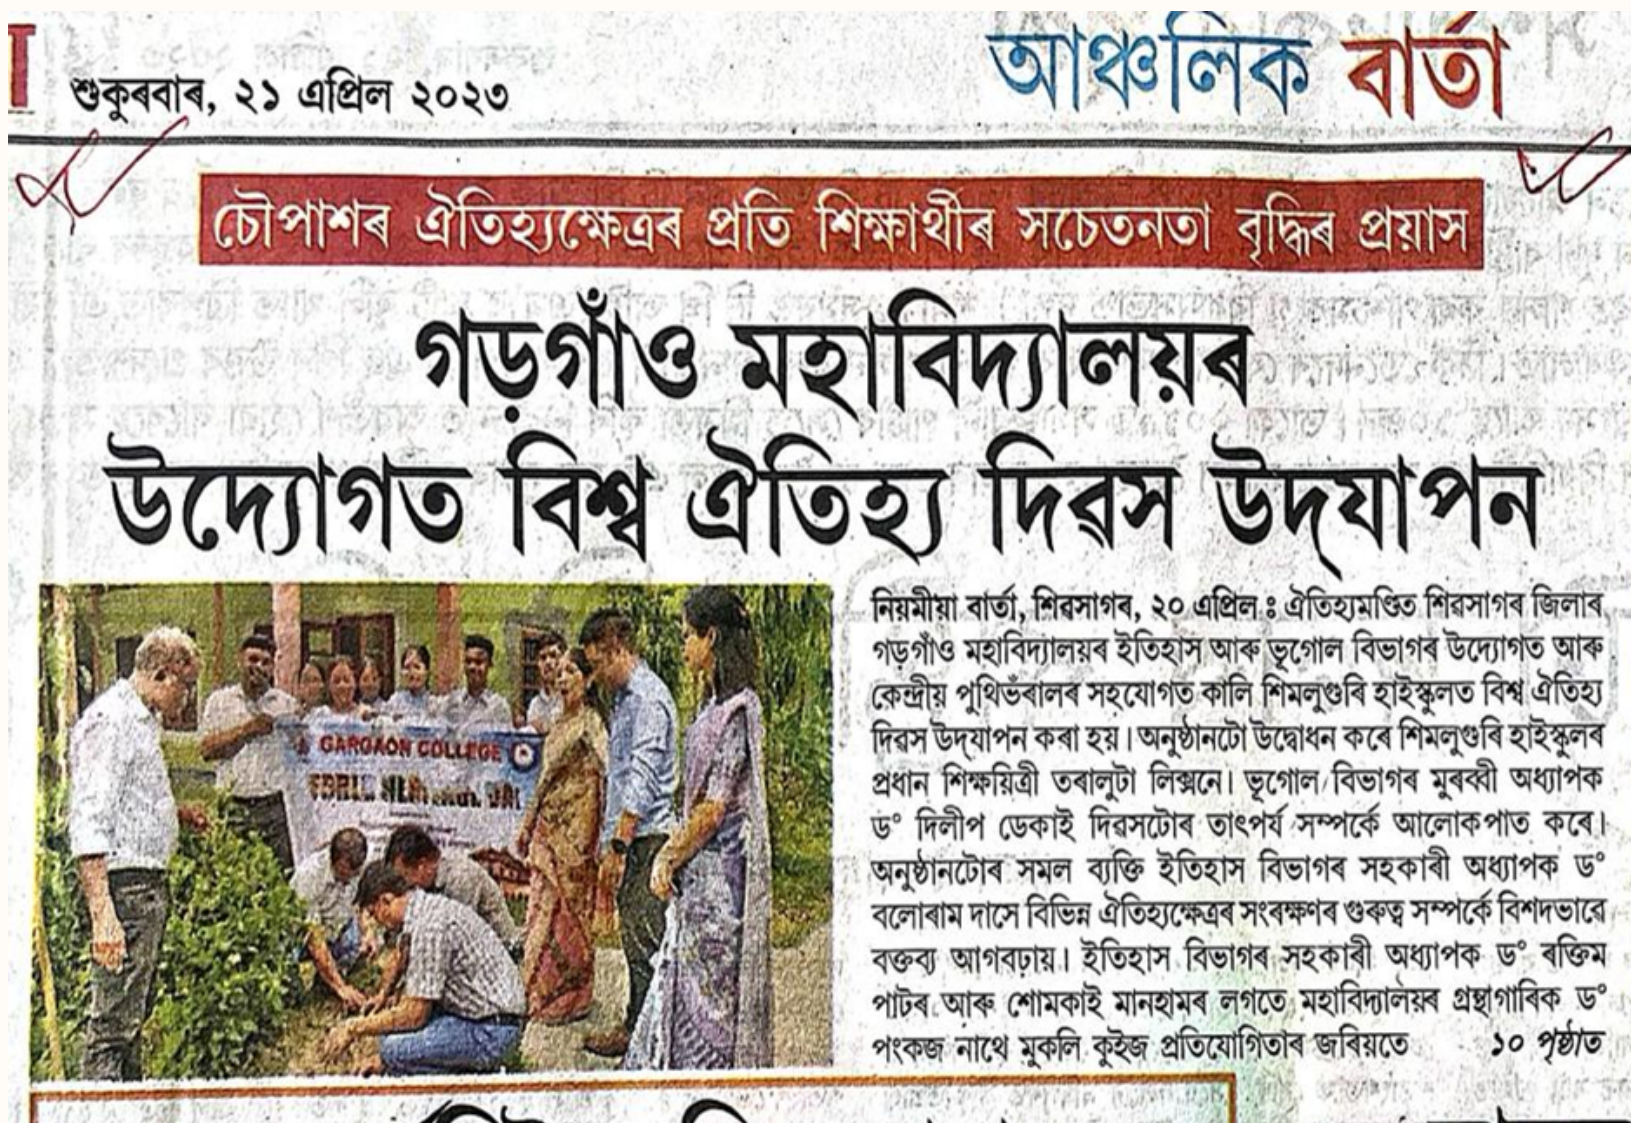 শুকুৰবাৰ, ২১ এপ্ৰিল ২০২৩
আঞ্চলিক বাৰ্তা
চৌপাশৰ ঐতিহ্যক্ষেত্ৰৰ প্ৰতি শিক্ষাৰ্থীৰ সচেতনতা বৃদ্ধিৰ প্ৰয়াস
গড়গাঁও মহাবিদ্যালয়ৰ
উদ্যোগত বিশ্ব ঐতিহ্য দিৱস উদ্‌যাপন
GARGAON COLLEGE
নিয়মীয়া বাৰ্তা, শিৱসাগৰ, ২০ এপ্ৰিল ঃ ঐতিহ্যমণ্ডিত শিৱসাগৰ জিলাৰ
গড়গাঁও মহাবিদ্যালয়ৰ ইতিহাস আৰু ভূগোল বিভাগৰ উদ্যোগত আৰু
কেন্দ্ৰীয় পুথিভঁৰালৰ সহযোগত কালি শিমলুগুৰি হাইস্কুলত বিশ্ব ঐতিহ্য
দিৱস উদ্‌যাপন কৰা হয়। অনুষ্ঠানটো উদ্বোধন কৰে শিমলুগুৰি হাইস্কুলৰ
প্ৰধান শিক্ষয়িত্ৰী তৰালুটা লিক্সনে। ভূগোল বিভাগৰ মুৰব্বী অধ্যাপক
ড° দিলীপ ডেকাই দিৱসটোৰ তাৎপৰ্য সম্পৰ্কে আলোকপাত কৰে।
অনুষ্ঠানটোৰ সমল ব্যক্তি ইতিহাস বিভাগৰ সহকাৰী অধ্যাপক ড°
বলোৰাম দাসে বিভিন্ন ঐতিহ্যক্ষেত্ৰৰ সংৰক্ষণৰ গুৰুত্ব সম্পৰ্কে বিশদভাৱে
বক্তব্য আগবঢ়ায়। ইতিহাস বিভাগৰ সহকাৰী অধ্যাপক ড° ৰক্তিম
পাটৰ আৰু শোমকাই মানহামৰ লগতে মহাবিদ্যালয়ৰ গ্ৰন্থাগাৰিক ড°
পংকজ নাথে মুকলি কুইজ প্ৰতিযোগিতাৰ জৰিয়তে ১০ পৃষ্ঠাত